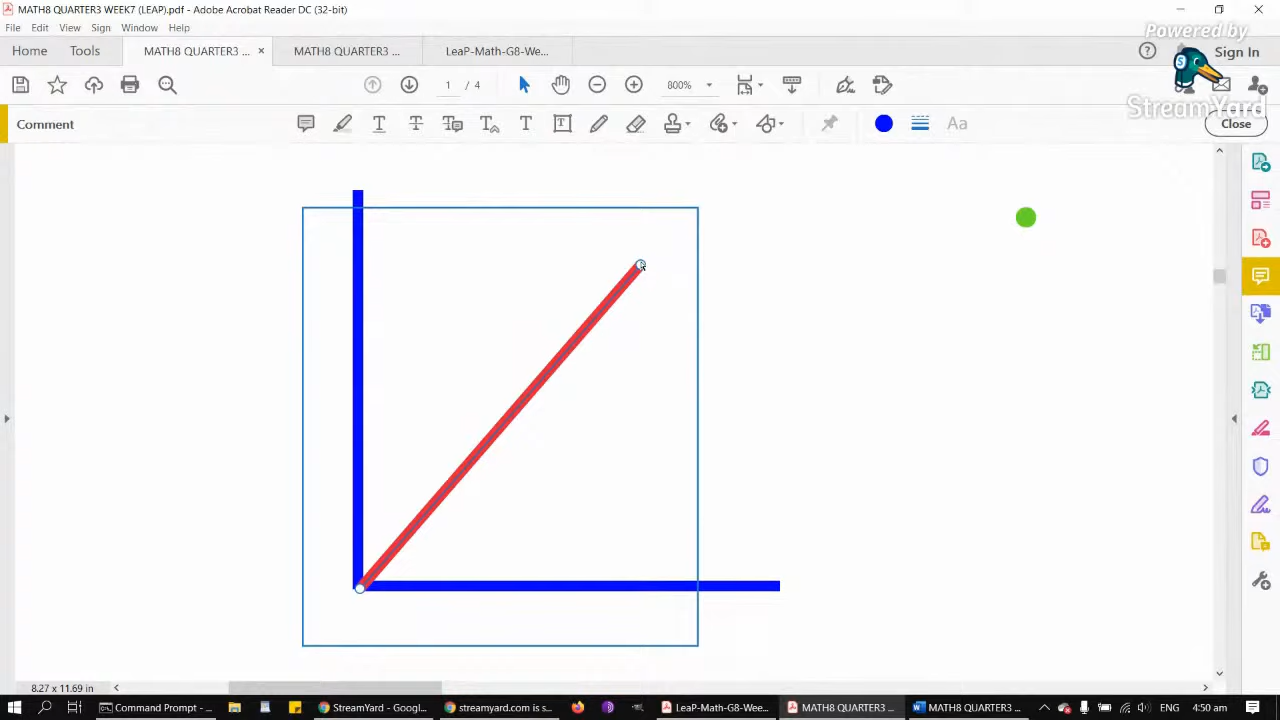 MATH8 QUARTER3 WEEK7 (LEAP).pdf - Adobe Acrobat Reader DC (32-bit)
File Edit View Sign Window Help
Powered by
StreamYard
Home Tools MATH8 QUARTER3 ... × MATH8 QUARTER3 ... LeaP-Math-G8-We... Sign In
1 / 4 800%
Comment T T T T T T Aa Close
8.27 x 11.69 in
Command Prompt - ... StreamYard - Googl... streamyard.com is s... LeaP-Math-G8-Wee... MATH8 QUARTER3 ... MATH8 QUARTER3 ... ENG 4:50 am